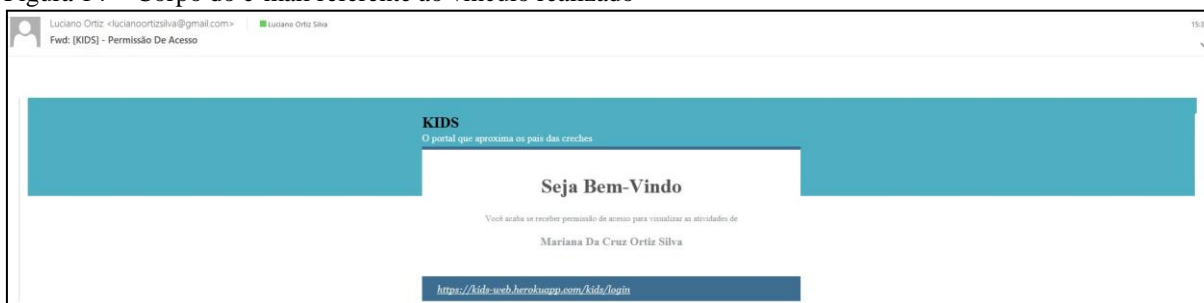 Figura 14 – Corpo do e-mail referente ao vínculo realizado
Luciano Ortiz <lucianoortizsilva@gmail.com> Luciano Ortiz Silva
Fwd: [KIDS] - Permissão De Acesso
KIDS
O portal que aproxima os pais das creches
Seja Bem-Vindo
Você acaba se receber permissão de acesso para visualizar as atividades de
Mariana Da Cruz Ortiz Silva
https://kids-web.herokuapp.com/kids/login